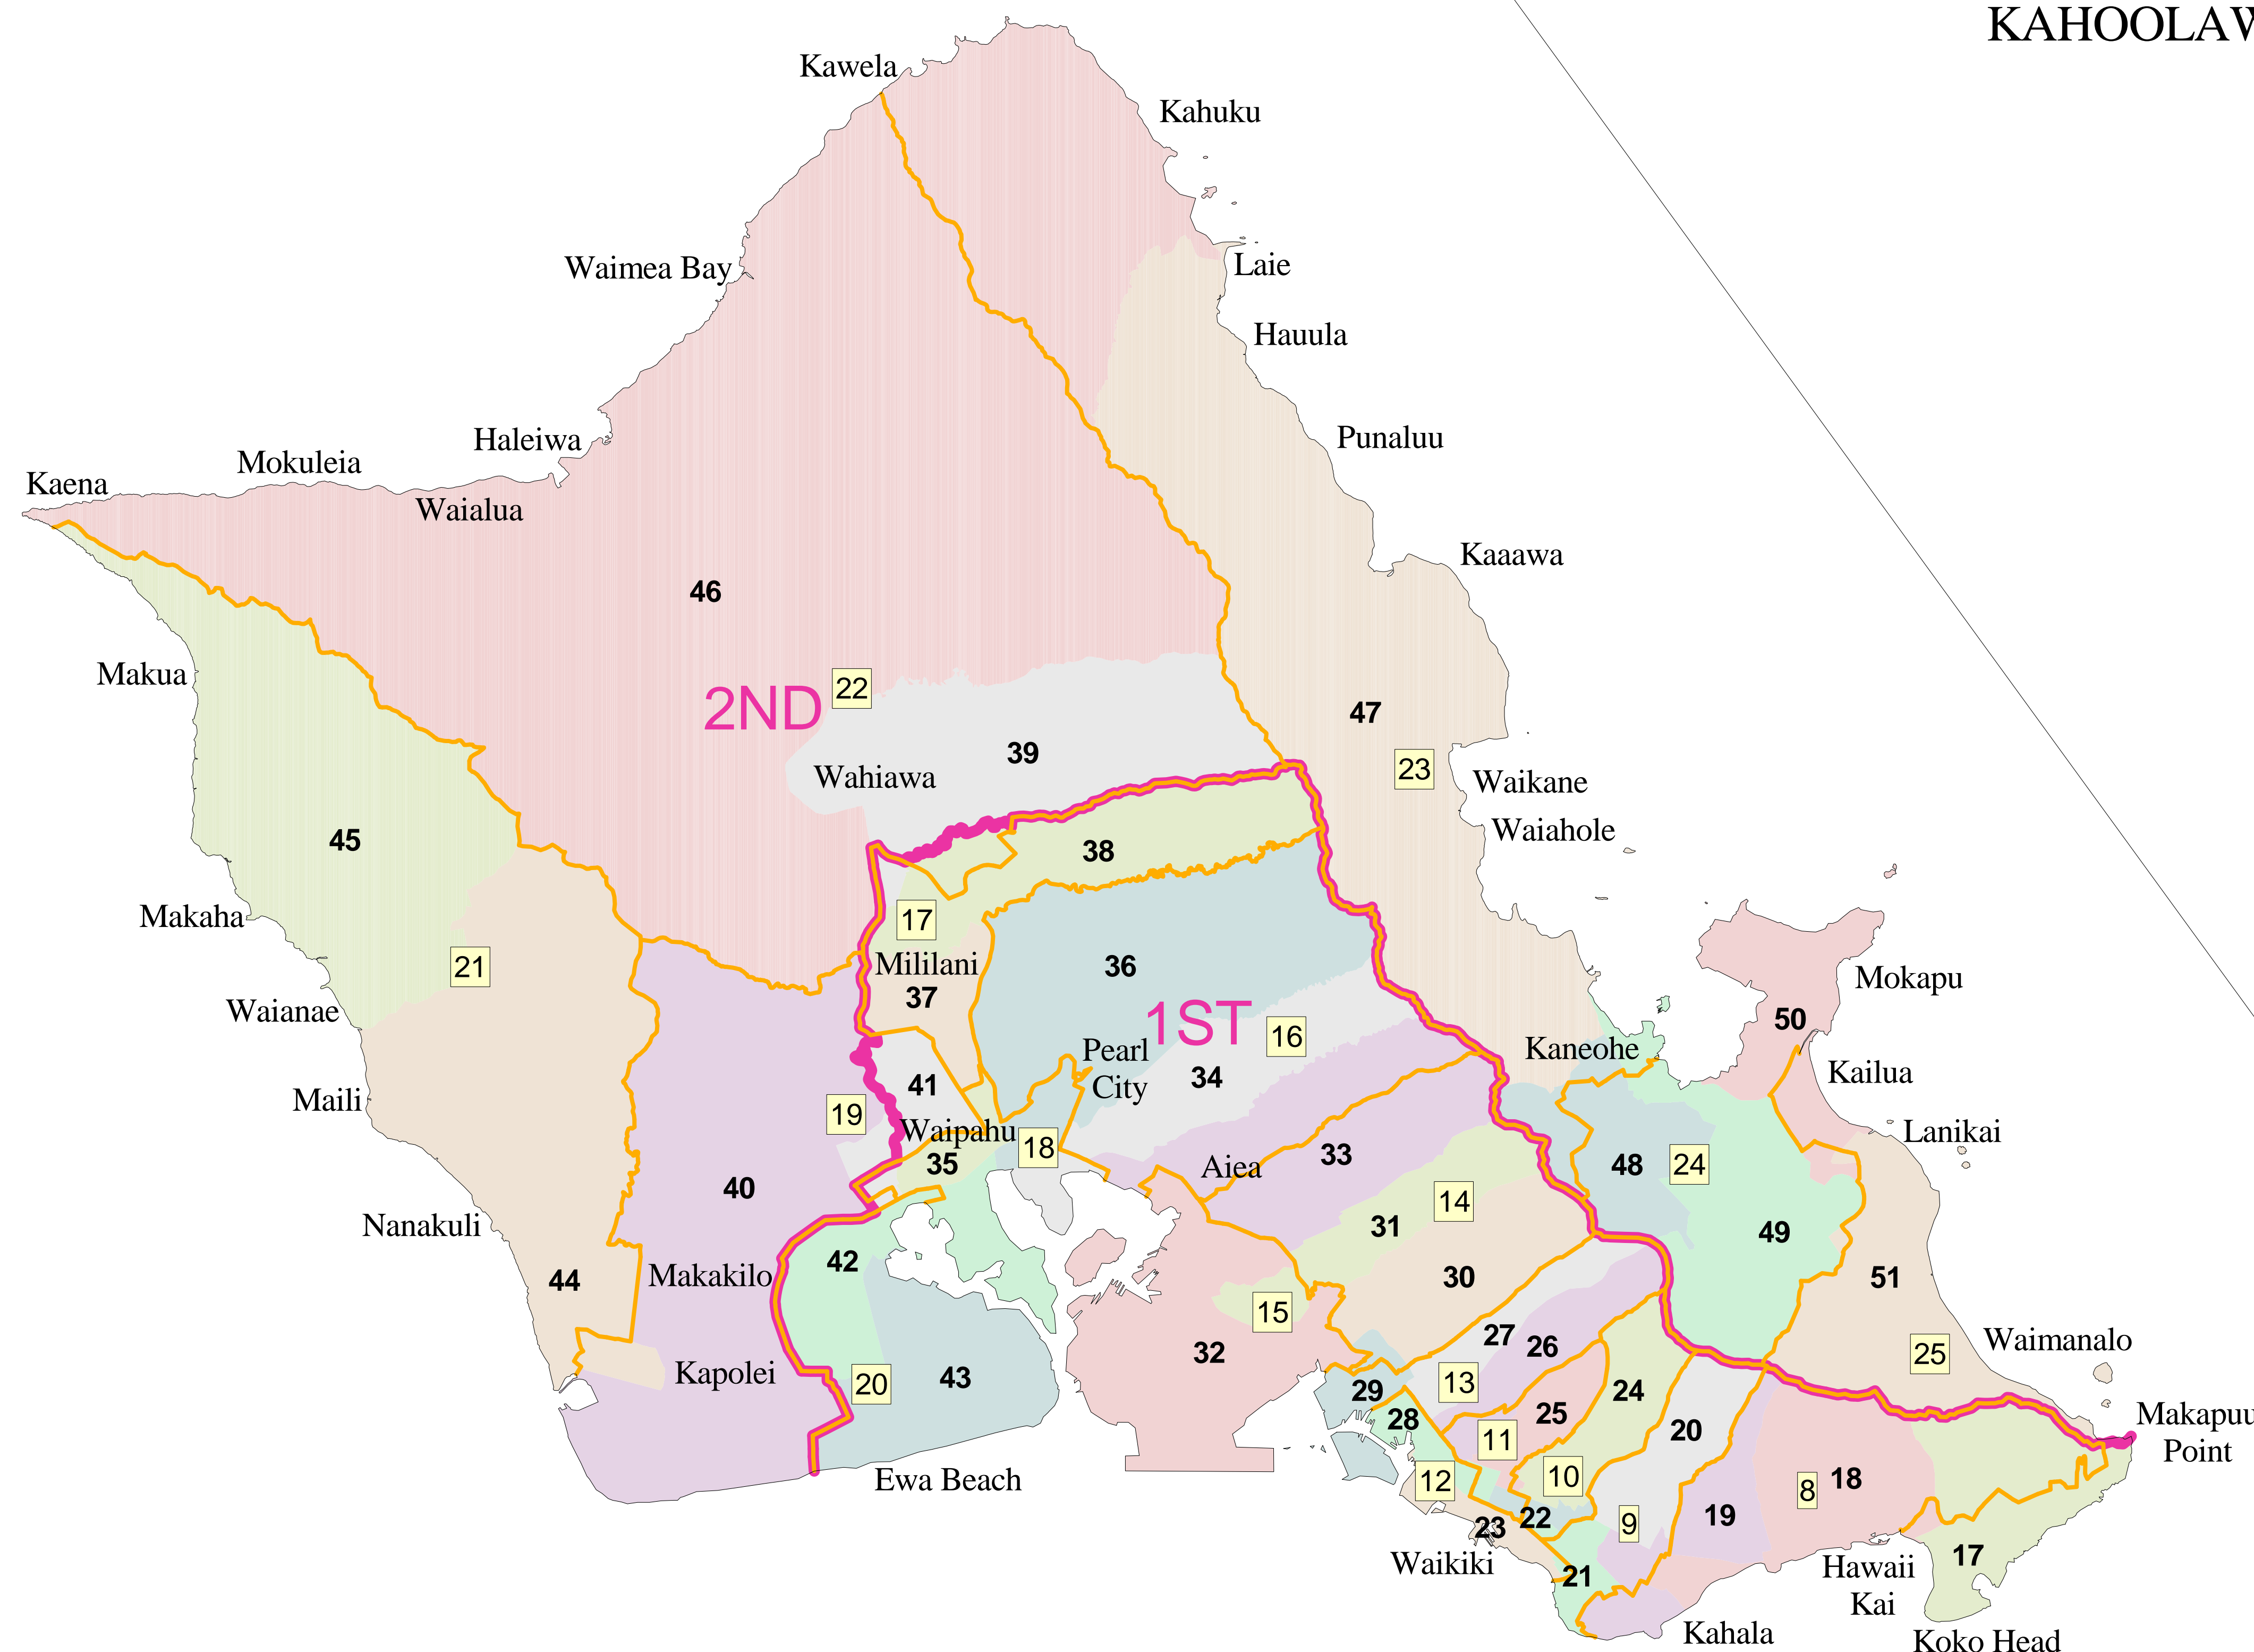 KAHOOLAW
Kawela
Kahuku
Waimea Bay
Laie
Hauula
Punaluu
Haleiwa
Mokuleia
Kaena
Waialua
Kaaawa
46
Makua
22
2ND
47
39
23
Wahiawa
Waikane
Waiahole
45
38
17
Makaha
21
Mililani
36
37
Mokapu
Waianae
1ST
16
50
Kaneohe
Pearl
City
34
41
Kailua
Maili
19
Waipahu
18
35
Lanikai
33
Aiea
48
24
40
14
Nanakuli
31
49
42
44
Makakilo
30
51
15
27
26
32
Waimanalo
25
Kapolei
20
43
13
29
24
28
25
11
20
Makapuu
Point
Ewa Beach
12
10
8
18
22
23
9
19
Waikiki
21
17
Hawaii
Kai
Kahala
Koko Head